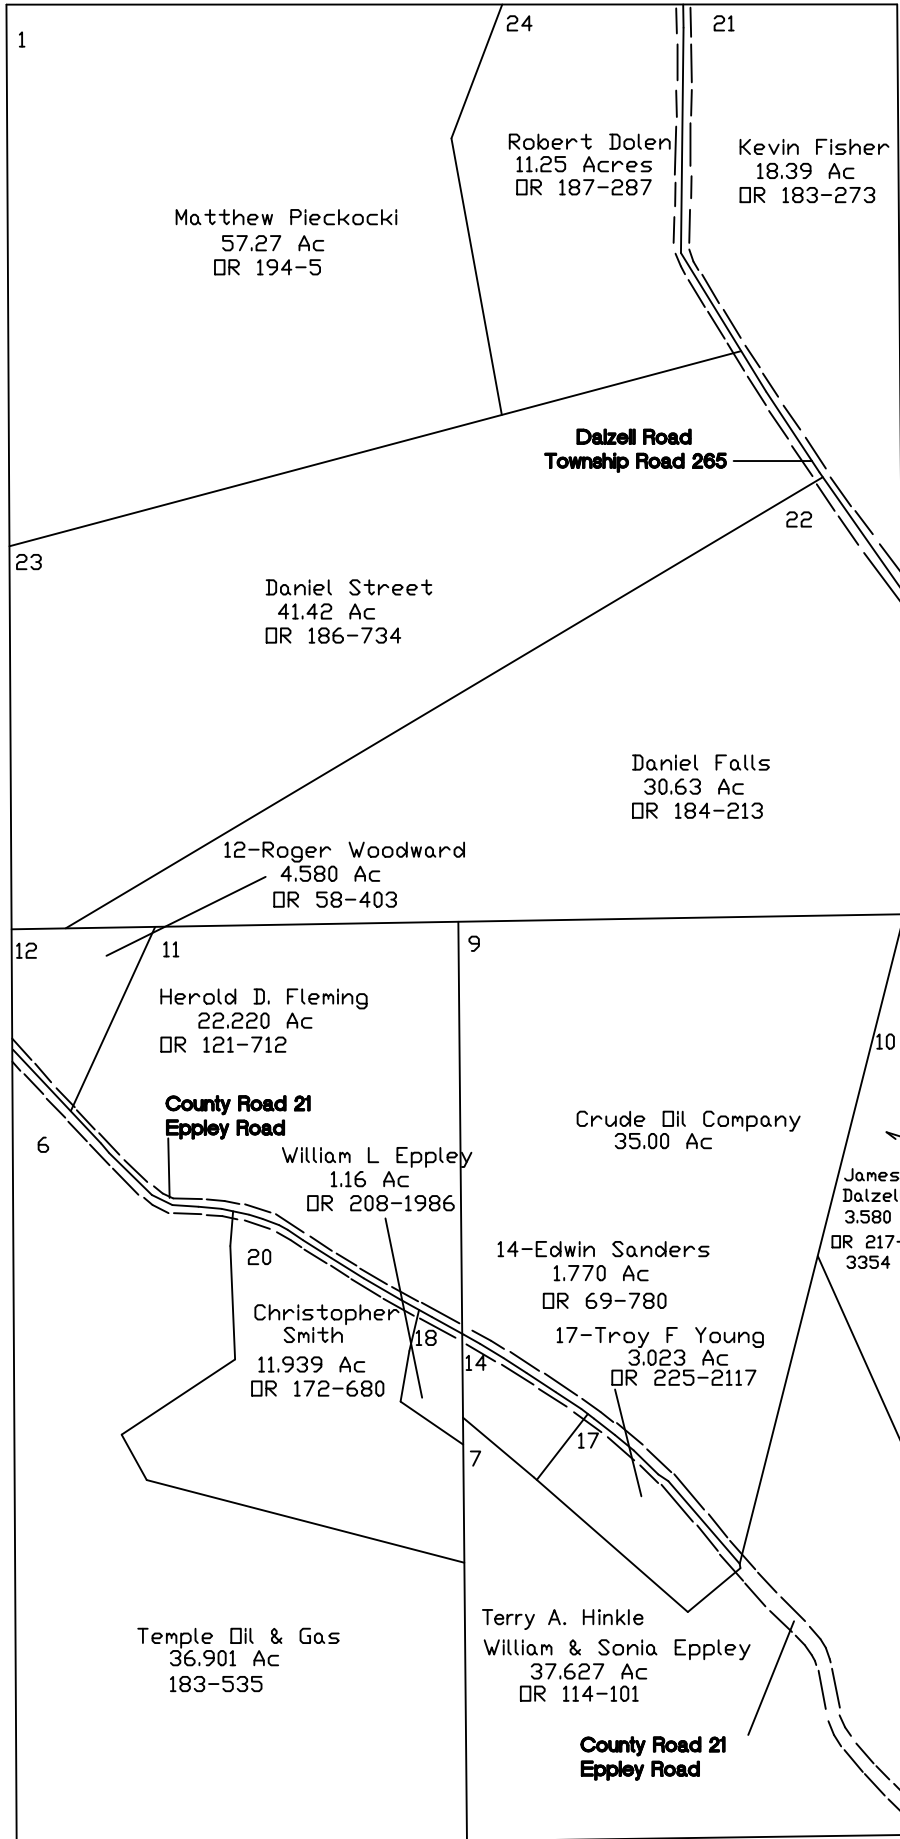 1
24
21
Robert Dolen
11.25 Acres
OR 187-287
Kevin Fisher
18.39 Ac
OR 183-273
Matthew Pieckocki
57.27 Ac
OR 194-5
Dalzell Road
Township Road 265
22
23
Daniel Street
41.42 Ac
OR 186-734
Daniel Falls
30.63 Ac
OR 184-213
12-Roger Woodward
4.580 Ac
OR 58-403
12
11
9
Herold D. Fleming
22.220 Ac
OR 121-712
10
County Road 21
Eppley Road
6
Crude Oil Company
35.00 Ac
William L Eppley
1.16 Ac
OR 208-1986
James
Dalzel
3.580
OR 217-
3354
20
14-Edwin Sanders
1.770 Ac
OR 69-780
Christopher
Smith
11.939 Ac
OR 172-680
18
14
17-Troy F Young
3.023 Ac
OR 225-2117
17
7
Terry A. Hinkle
William & Sonia Eppley
37.627 Ac
OR 114-101
Temple Oil & Gas
36.901 Ac
183-535
County Road 21
Eppley Road